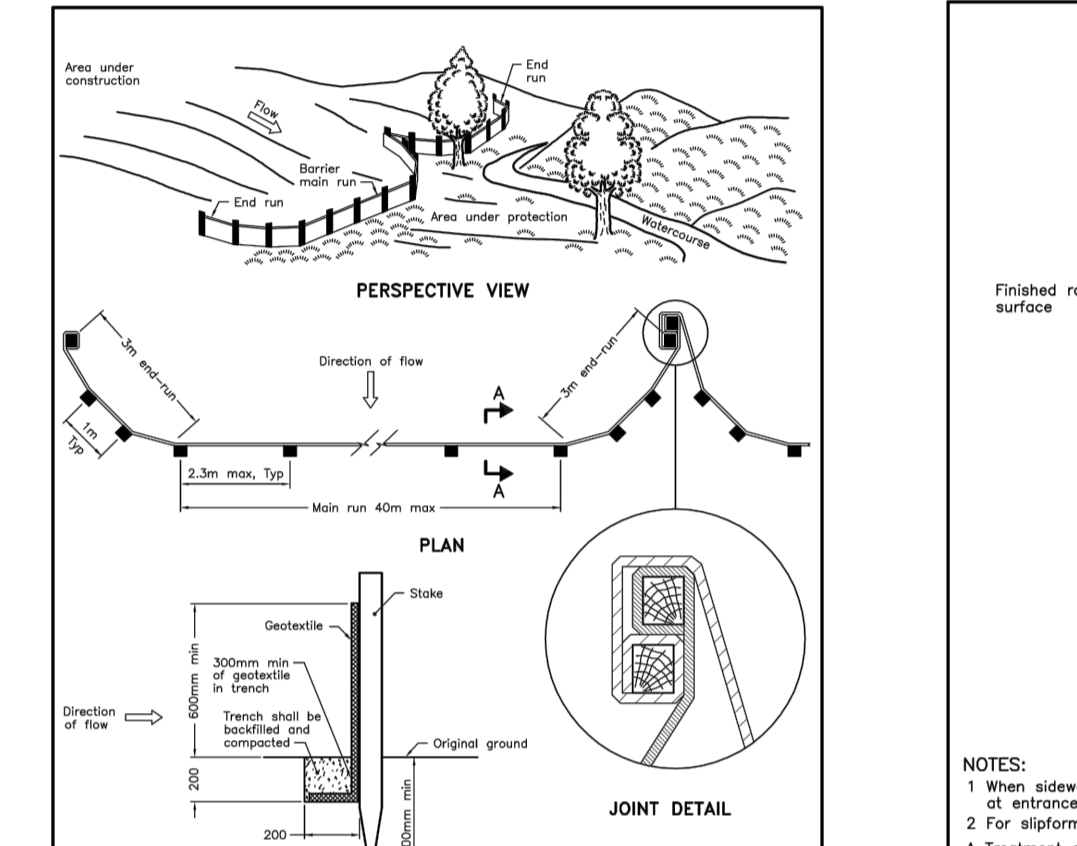 Area under
construction
End
run
Flow
Barrier
main run
End run
Area under protection
Watercourse
PERSPECTIVE VIEW
3m end-run
Direction of flow
3m end-run
A
1m
Typ
2.3m max, Typ
A
Main run 40m max
PLAN
Stake
Geotextile
600mm min
300mm min
of geotextile
in trench
Direction
of flow
Trench shall be
backfilled and
compacted
Original ground
200
200
JOINT DETAIL
Finished
surface
NOTES:
1 When
at entrance
2 For